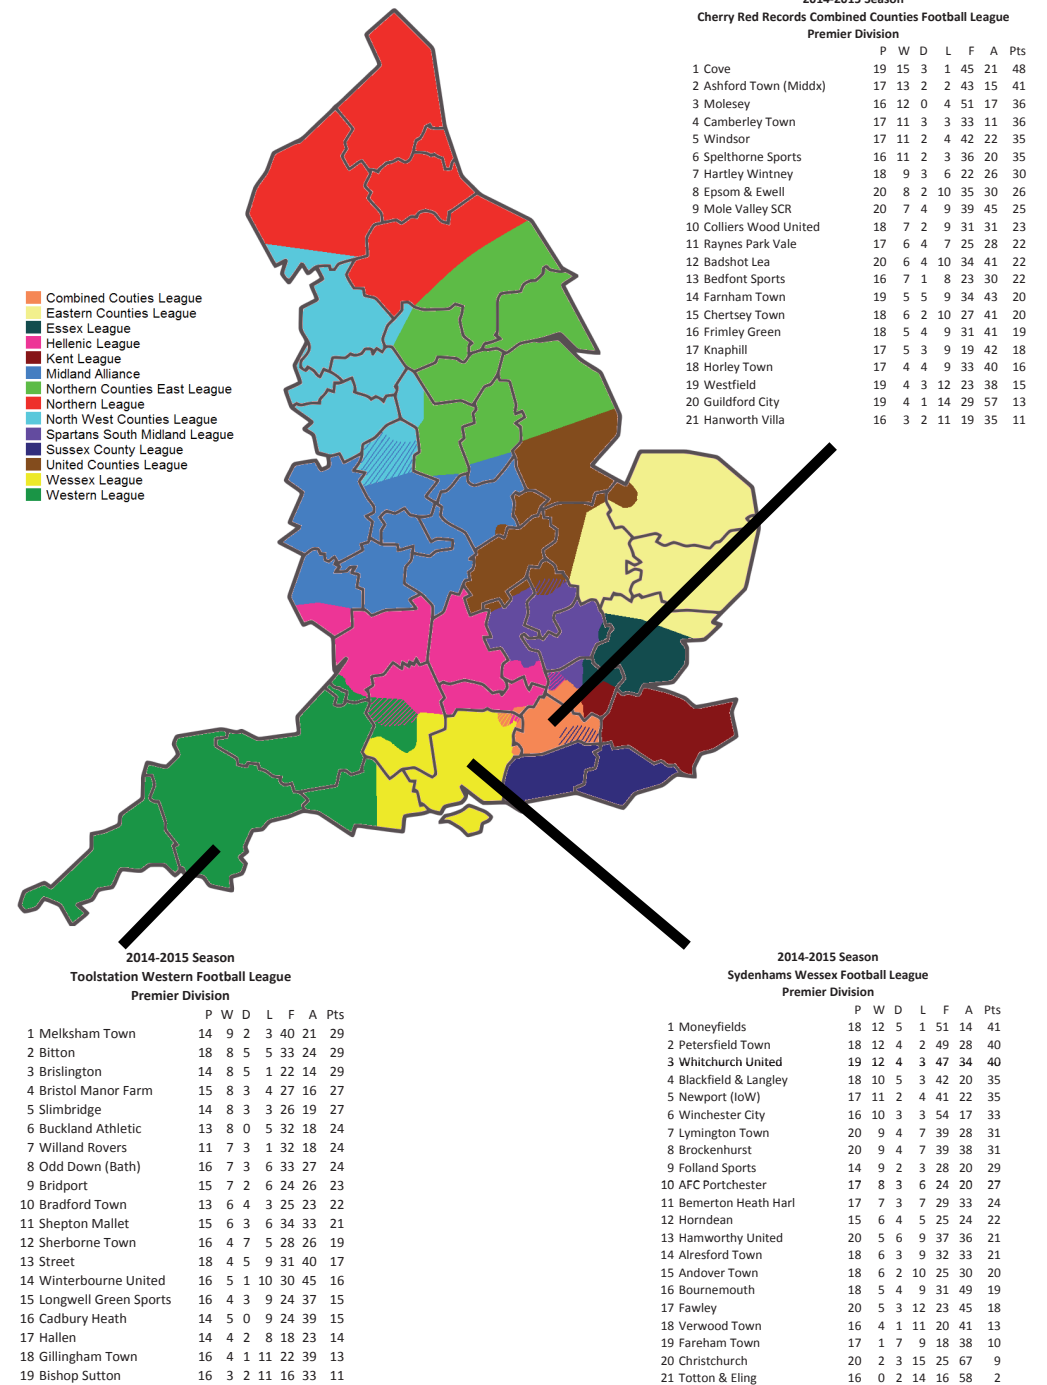 2014-2015 Season
Cherry Red Records Combined Counties Football League
Premier Division
P W D L F A Pts
1 Cove 19 15 3 1 45 21 48
2 Ashford Town (Middx) 17 13 2 2 43 15 41
3 Molesey 16 12 0 4 51 17 36
4 Camberley Town 17 11 3 3 33 11 36
5 Windsor 17 11 2 4 42 22 35
6 Spelthorne Sports 16 11 2 3 36 20 35
7 Hartley Wintney 18 9 3 6 22 26 30
8 Epsom & Ewell 20 8 2 10 35 30 26
9 Mole Valley SCR 20 7 4 9 39 45 25
10 Colliers Wood United 18 7 2 9 31 31 23
11 Raynes Park Vale 17 6 4 7 25 28 22
12 Badshot Lea 20 6 4 10 34 41 22
13 Bedfont Sports 16 7 1 8 23 30 22
14 Farnham Town 19 5 5 9 34 43 20
15 Chertsey Town 18 6 2 10 27 41 20
16 Frimley Green 18 5 4 9 31 41 19
17 Knaphill 17 5 3 9 19 42 18
18 Horley Town 17 4 4 9 33 40 16
19 Westfield 19 4 3 12 23 38 15
20 Guildford City 19 4 1 14 29 57 13
21 Hanworth Villa 16 3 2 11 19 35 11
Combined Couties League
Eastern Counties League
Essex League
Hellenic League
Kent League
Midland Alliance
Northern Counties East League
Northern League
North West Counties League
Spartans South Midland League
Sussex County League
United Counties League
Wessex League
Western League
2014-2015 Season
Toolstation Western Football League
Premier Division
P W D L F A Pts
1 Melksham Town 14 9 2 3 40 21 29
2 Bitton 18 8 5 5 33 24 29
3 Brislington 14 8 5 1 22 14 29
4 Bristol Manor Farm 15 8 3 4 27 16 27
5 Slimbridge 14 8 3 3 26 19 27
6 Buckland Athletic 13 8 0 5 32 18 24
7 Willand Rovers 11 7 3 1 32 18 24
8 Odd Down (Bath) 16 7 3 6 33 27 24
9 Bridport 15 7 2 6 24 26 23
10 Bradford Town 13 6 4 3 25 23 22
11 Shepton Mallet 15 6 3 6 34 33 21
12 Sherborne Town 16 4 7 5 28 26 19
13 Street 18 4 5 9 31 40 17
14 Winterbourne United 16 5 1 10 30 45 16
15 Longwell Green Sports 16 4 3 9 24 37 15
16 Cadbury Heath 14 5 0 9 24 39 15
17 Hallen 14 4 2 8 18 23 14
18 Gillingham Town 16 4 1 11 22 39 13
19 Bishop Sutton 16 3 2 11 16 33 11
2014-2015 Season
Sydenhams Wessex Football League
Premier Division
P W D L F A Pts
1 Moneyfields 18 12 5 1 51 14 41
2 Petersfield Town 18 12 4 2 49 28 40
3 Whitchurch United 19 12 4 3 47 34 40
4 Blackfield & Langley 18 10 5 3 42 20 35
5 Newport (IoW) 17 11 2 4 41 22 35
6 Winchester City 16 10 3 3 54 17 33
7 Lymington Town 20 9 4 7 39 28 31
8 Brockenhurst 20 9 4 7 39 38 31
9 Folland Sports 14 9 2 3 28 20 29
10 AFC Portchester 17 8 3 6 24 20 27
11 Bemerton Heath Harl 17 7 3 7 29 33 24
12 Horndean 15 6 4 5 25 24 22
13 Hamworthy United 20 5 6 9 37 36 21
14 Alresford Town 18 6 3 9 32 33 21
15 Andover Town 18 6 2 10 25 30 20
16 Bournemouth 18 5 4 9 31 49 19
17 Fawley 20 5 3 12 23 45 18
18 Verwood Town 16 4 1 11 20 41 13
19 Fareham Town 17 1 7 9 18 38 10
20 Christchurch 20 2 3 15 25 67 9
21 Totton & Eling 16 0 2 14 16 58 2